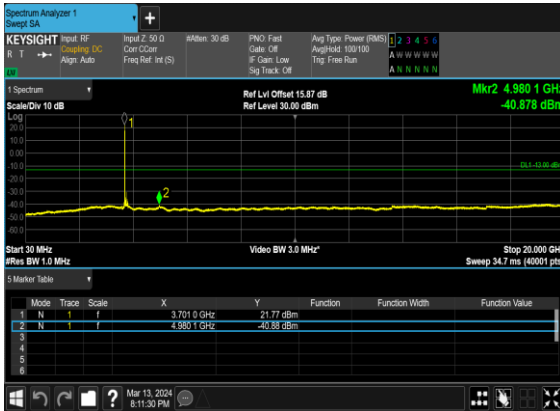 Spectrum Analyzer 1
Swept SA
+
KEYSIGHT
R T
LXI
Input: RF
Coupling: DC
Align: Auto
Input Z: 50 Ω
Corr CCorr
Freq Ref: Int (S)
#Atten: 30 dB
PNO: Fast
Gate: Off
IF Gain: Low
Sig Track: Off
Avg Type: Power (RMS)
Avg|Hold: 100/100
Trig: Free Run
1 2 3 4 5 6
A W W W W W
A N N N N N
1 Spectrum
Scale/Div 10 dB
Ref Lvl Offset 15.87 dB
Ref Level 30.00 dBm
Mkr2 4.980 1 GHz
-40.878 dBm
Log
20.0
10.0
0.00
-10.0
-20.0
-30.0
-40.0
-50.0
-60.0
1
2
DL1 -13.00 dBm
Start 30 MHz
#Res BW 1.0 MHz
Video BW 3.0 MHz*
Stop 20.000 GHz
Sweep 34.7 ms (40001 pts)
5 Marker Table
Mode Trace Scale X Y Function Function Width Function Value
1 N 1 f 3.701 0 GHz 21.77 dBm
2 N 1 f 4.980 1 GHz -40.88 dBm
3
4
5
6
?
Mar 13, 2024
8:11:30 PM